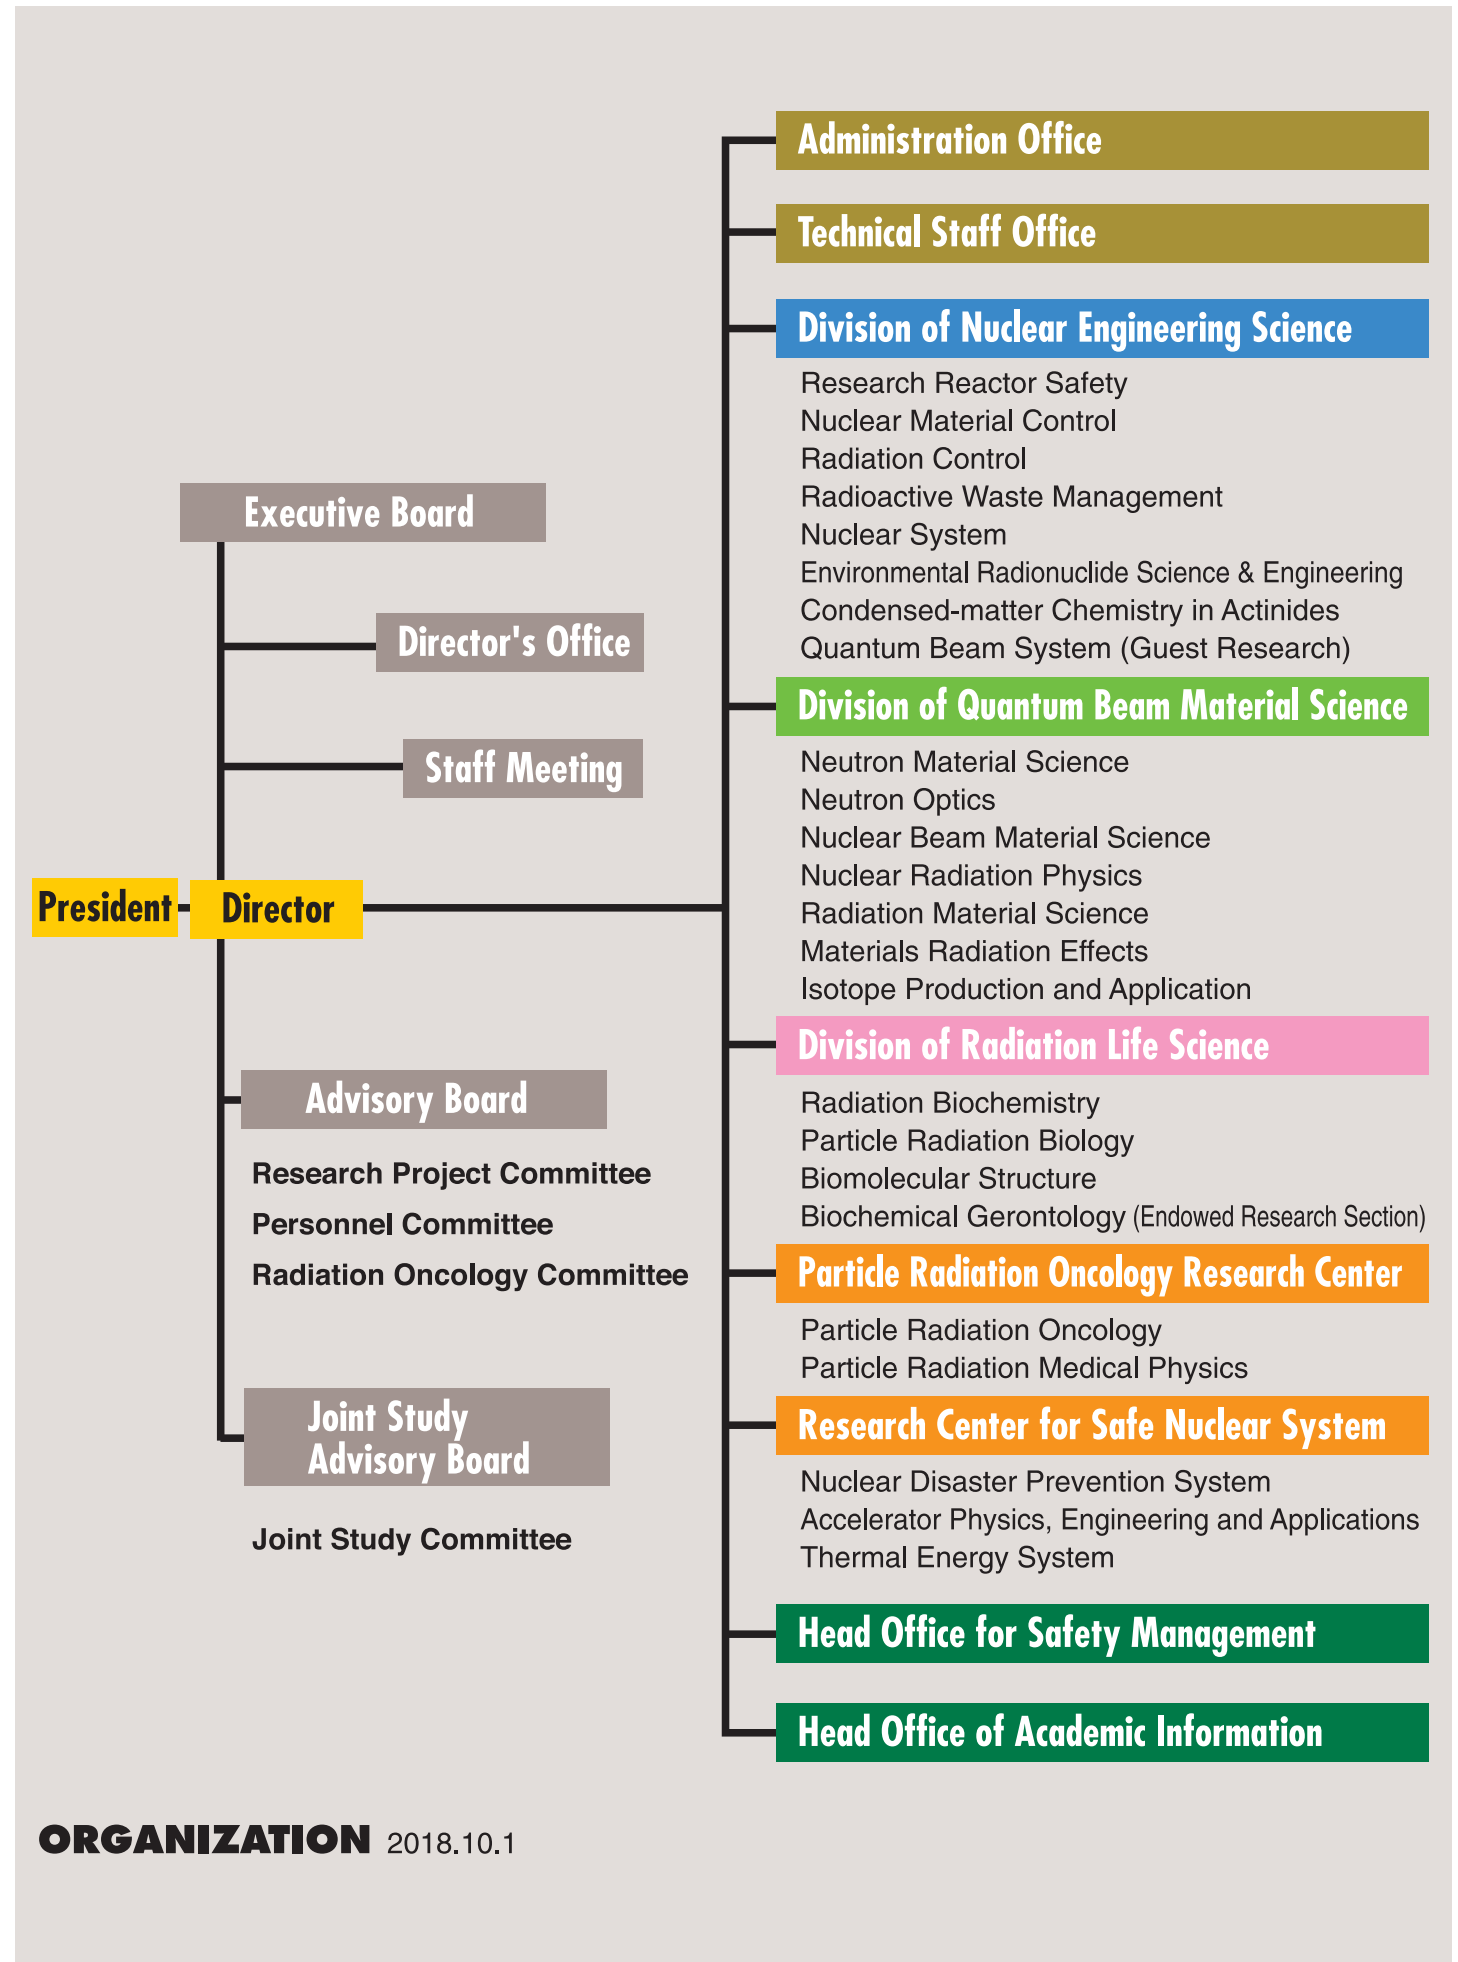 Administration Office
Technical Staff Office
Division of Nuclear Engineering Science
Research Reactor Safety
Nuclear Material Control
Radiation Control
Radioactive Waste Management
Nuclear System
Environmental Radionuclide Science & Engineering
Condensed-matter Chemistry in Actinides
Quantum Beam System (Guest Research)
Division of Quantum Beam Material Science
Neutron Material Science
Neutron Optics
Nuclear Beam Material Science
Nuclear Radiation Physics
Radiation Material Science
Materials Radiation Effects
Isotope Production and Application
Division of Radiation Life Science
Radiation Biochemistry
Particle Radiation Biology
Biomolecular Structure
Biochemical Gerontology (Endowed Research Section)
Particle Radiation Oncology Research Center
Particle Radiation Oncology
Particle Radiation Medical Physics
Research Center for Safe Nuclear System
Nuclear Disaster Prevention System
Accelerator Physics, Engineering and Applications
Thermal Energy System
Head Office for Safety Management
Head Office of Academic Information
Executive Board
Director's Office
Staff Meeting
President
Director
Advisory Board
Research Project Committee
Personnel Committee
Radiation Oncology Committee
Joint Study
Advisory Board
Joint Study Committee
ORGANIZATION 2018.10.1